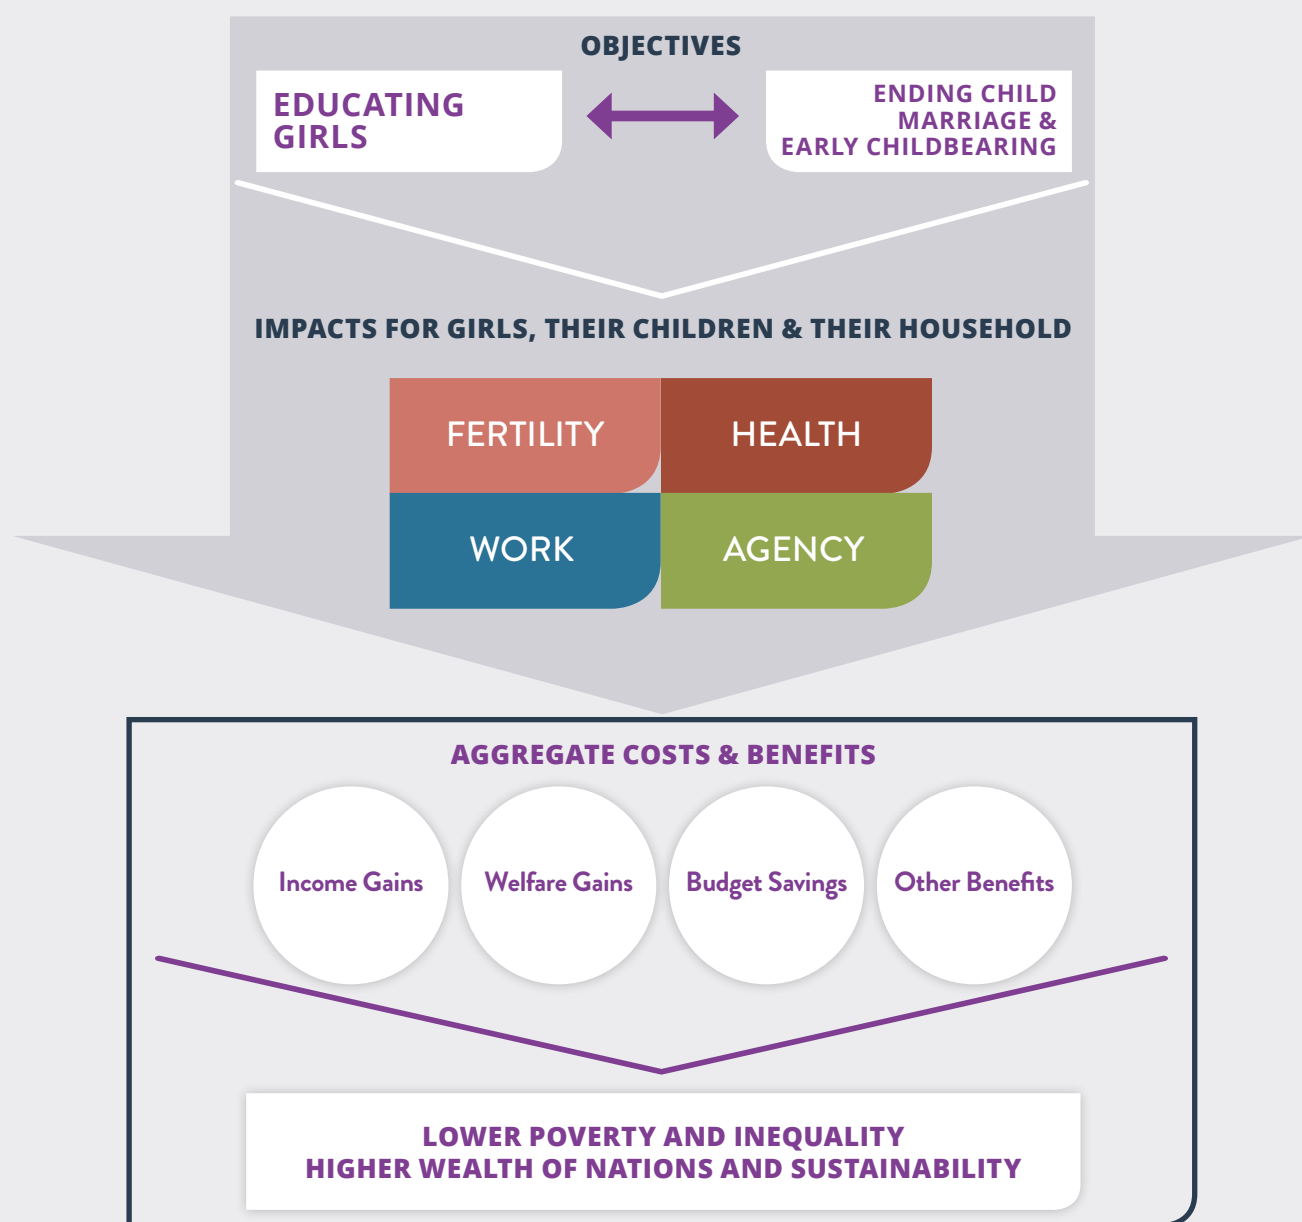 OBJECTIVES
EDUCATING
GIRLS
ENDING CHILD
MARRIAGE &
EARLY CHILDBEARING
IMPACTS FOR GIRLS, THEIR CHILDREN & THEIR HOUSEHOLD
FERTILITY
HEALTH
WORK
AGENCY
AGGREGATE COSTS & BENEFITS
Income Gains
Welfare Gains
Budget Savings
Other Benefits
LOWER POVERTY AND INEQUALITY
HIGHER WEALTH OF NATIONS AND SUSTAINABILITY